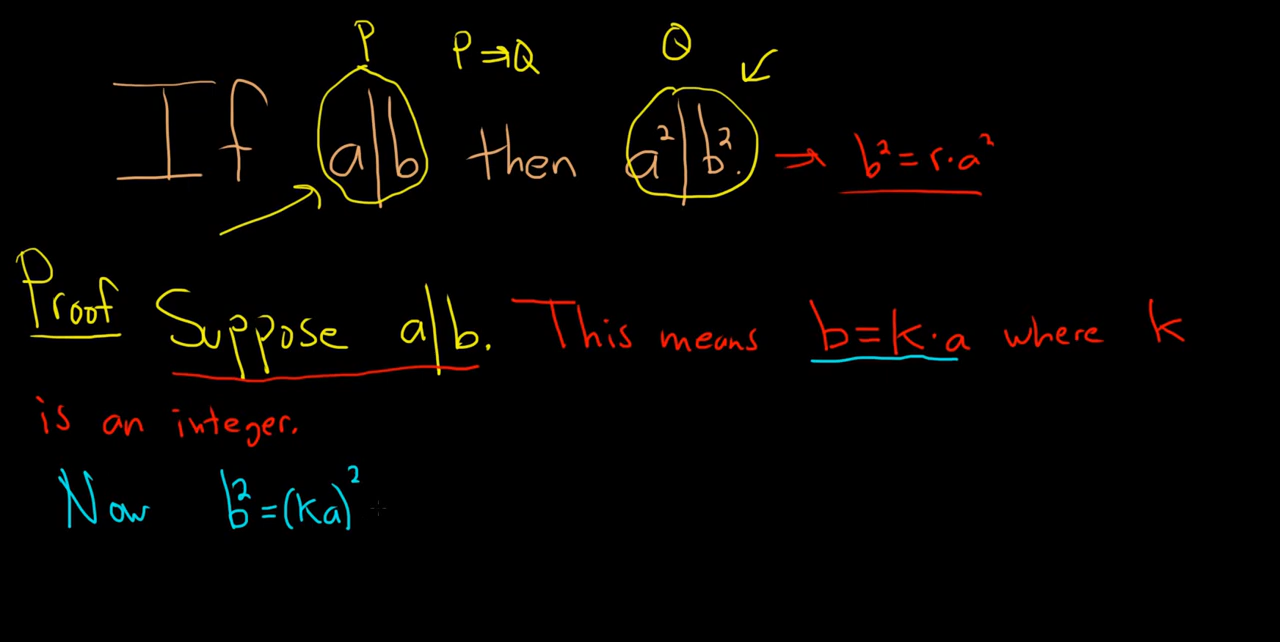 P P ⇒ Q Q
If a|b then a²|b². → b² = r·a²
Proof Suppose a|b. This means b = k·a where k
is an integer.
Now b² = (ka)²